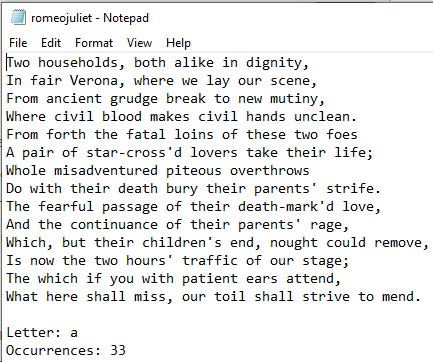 romeojuliet - Notepad
File Edit Format View Help
Two households, both alike in dignity,
In fair Verona, where we lay our scene,
From ancient grudge break to new mutiny,
Where civil blood makes civil hands unclean.
From forth the fatal loins of these two foes
A pair of star-cross'd lovers take their life;
Whole misadventured piteous overthrows
Do with their death bury their parents' strife.
The fearful passage of their death-mark'd love,
And the continuance of their parents' rage,
Which, but their children's end, nought could remove,
Is now the two hours' traffic of our stage;
The which if you with patient ears attend,
What here shall miss, our toil shall strive to mend.

Letter: a
Occurrences: 33